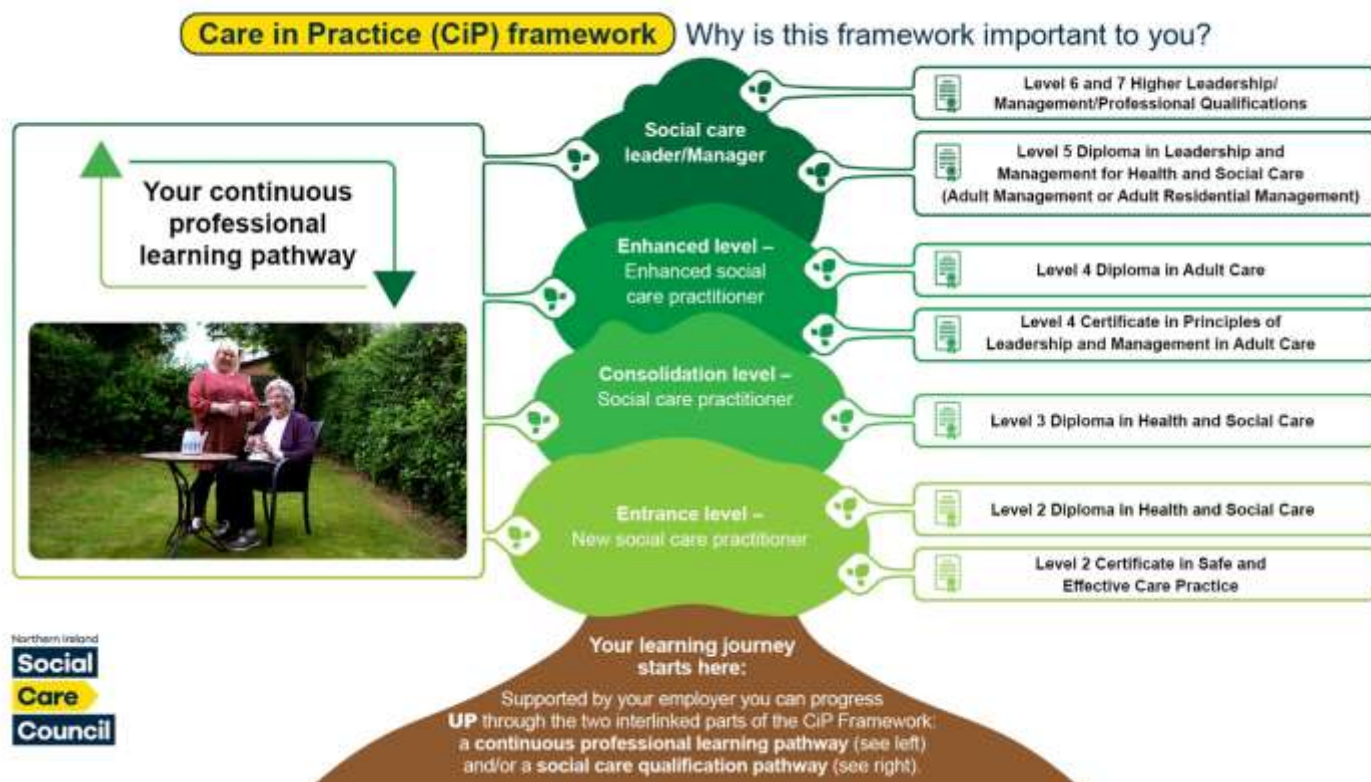 Care in Practice (CiP) framework Why is this framework important to you?
Your continuous
professional
learning pathway
Social care
leader/Manager
Level 6 and 7 Higher Leadership/
Management/Professional Qualifications
Level 5 Diploma in Leadership and
Management for Health and Social Care
(Adult Management or Adult Residential Management)
Enhanced level –
Enhanced social
care practitioner
Level 4 Diploma in Adult Care
Level 4 Certificate in Principles of
Leadership and Management in Adult Care
Consolidation level –
Social care practitioner
Level 3 Diploma in Health and Social Care
Entrance level –
New social care practitioner
Level 2 Diploma in Health and Social Care
Level 2 Certificate in Safe and
Effective Care Practice
Your learning journey
starts here:
Supported by your employer you can progress
UP through the two interlinked parts of the CiP Framework:
a continuous professional learning pathway (see left)
and/or a social care qualification pathway (see right).
Northern Ireland
Social
Care
Council